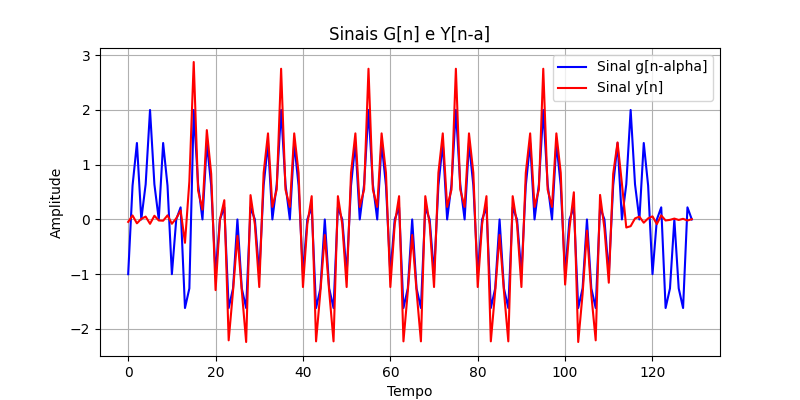 Sinais G[n] e Y[n-a]
Sinal g[n-alpha]
Sinal y[n]
Amplitude
3
2
1
0
−1
−2
0 20 40 60 80 100 120
Tempo